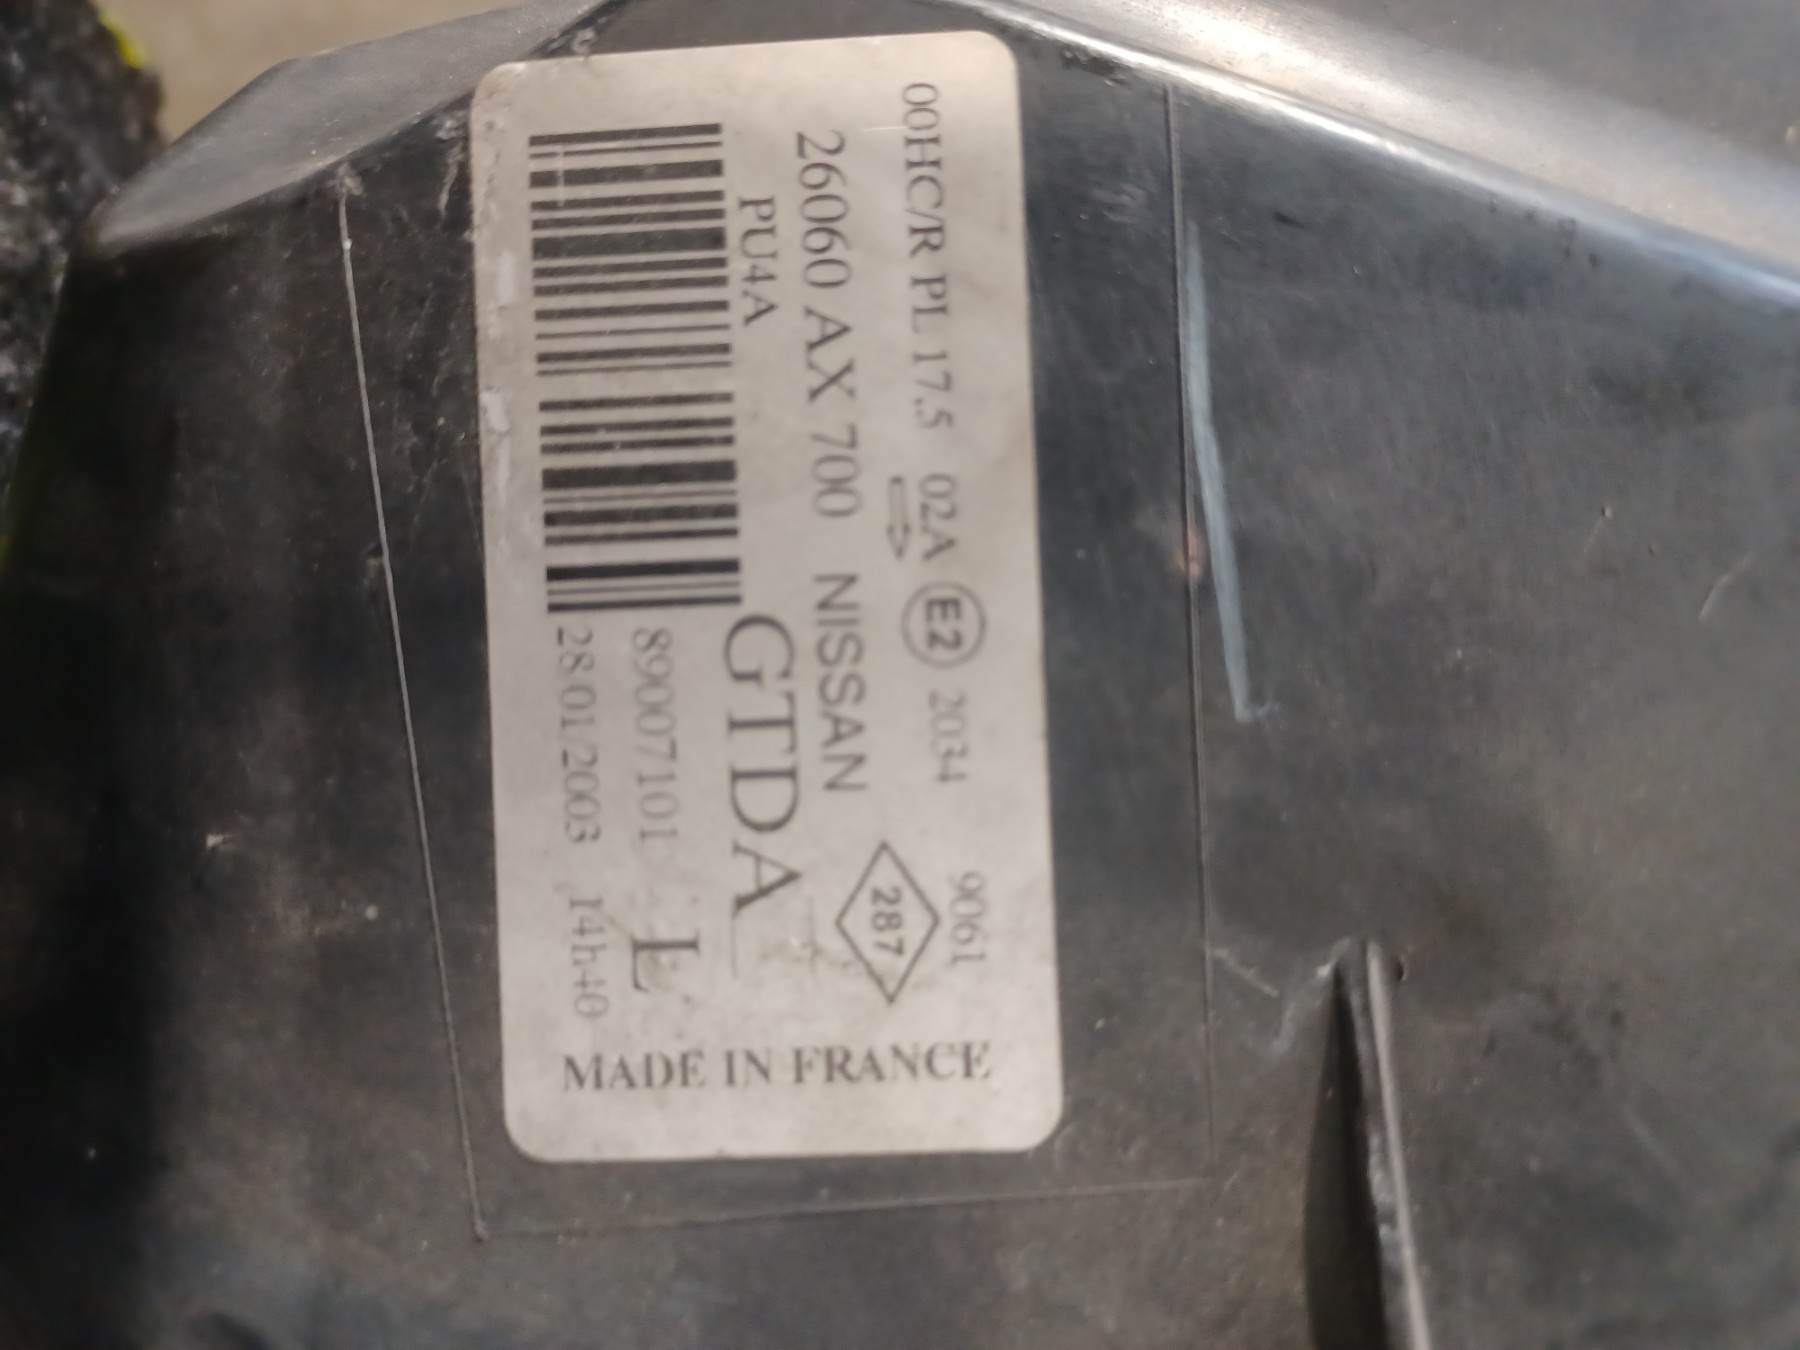 00HC/R PL 17.5 02A E2 2034 9061
26060 AX 700 NISSAN 287
PU4A
GTDA
89007101 L
28 01 2003 14h40
MADE IN FRANCE